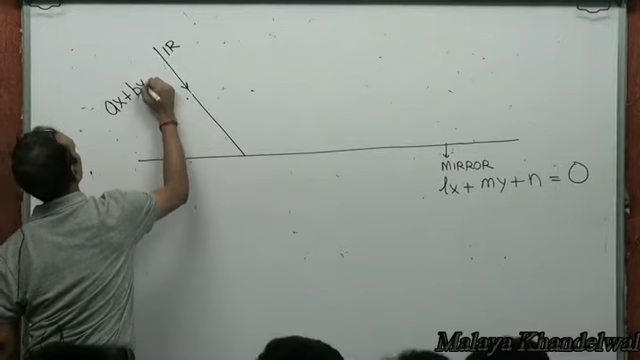 IR
ax+by
MIRROR
lx+my+n=0
Malaya Khandelwal